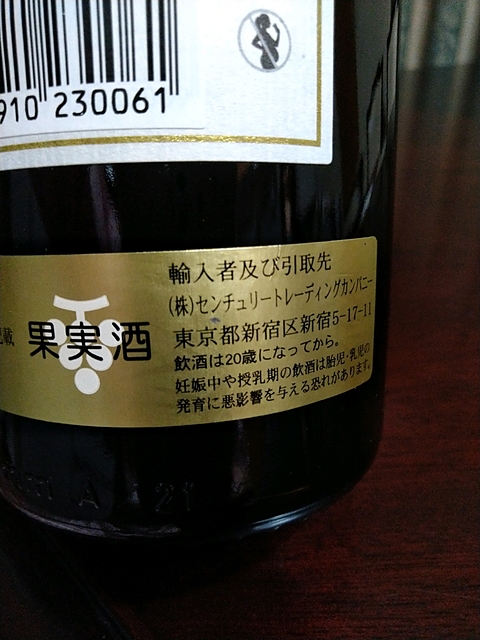 910 230061
輸入者及び引取先
(株)センチュリートレーディングカンパニー
東京都新宿区新宿5-17-11
飲酒は20歳になってから。
妊娠中や授乳期の飲酒は胎児・乳児の
発育に悪影響を与える恐れがあります。
記載
果実酒